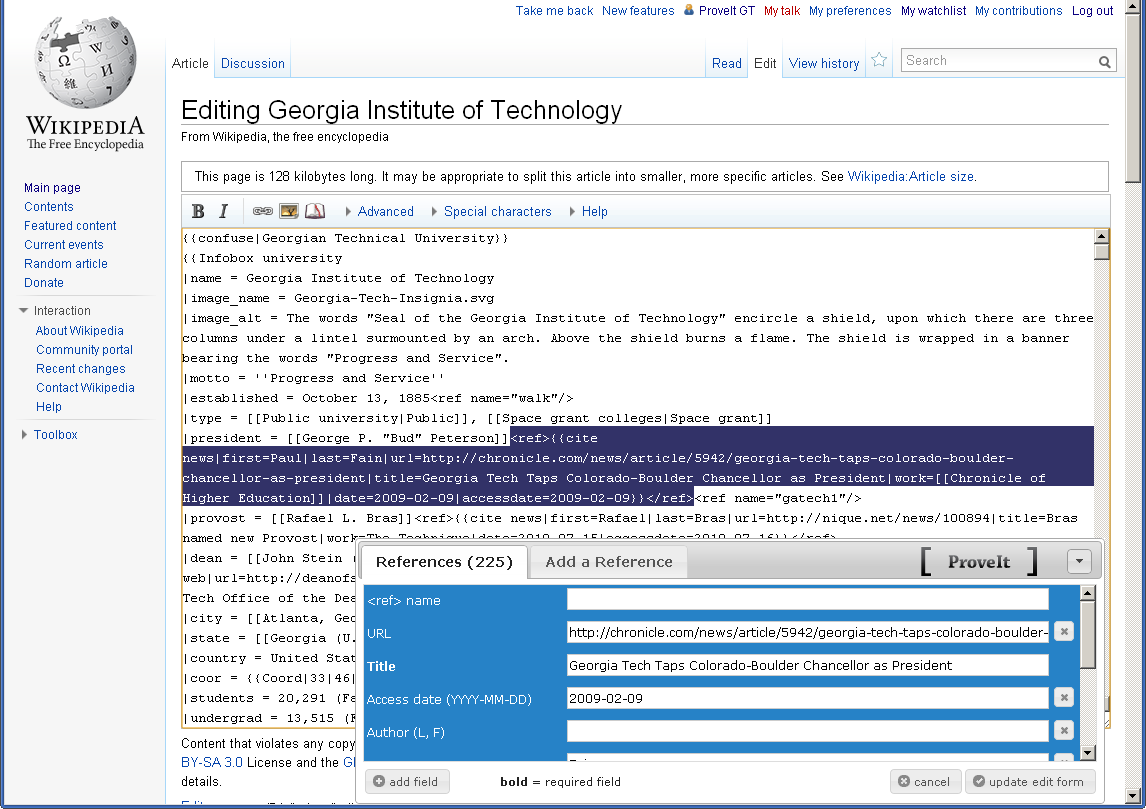 Take me back New features ProveIt GT My talk My preferences My watchlist My contributions Log out
WIKIPEDIA
The Free Encyclopedia
Article Discussion Read Edit View history Search
Main page
Contents
Featured content
Current events
Random article
Donate
Interaction
About Wikipedia
Community portal
Recent changes
Contact Wikipedia
Help
Toolbox
Editing Georgia Institute of Technology
From Wikipedia, the free encyclopedia
This page is 128 kilobytes long. It may be appropriate to split this article into smaller, more specific articles. See Wikipedia:Article size.
B I Advanced Special characters Help
{{confuse|Georgian Technical University}}
{{Infobox university
|name = Georgia Institute of Technology
|image_name = Georgia-Tech-Insignia.svg
|image_alt = The words "Seal of the Georgia Institute of Technology" encircle a shield, upon which there are three
columns under a lintel surmounted by an arch. Above the shield burns a flame. The shield is wrapped in a banner
bearing the words "Progress and Service".
|motto = ''Progress and Service''
|established = October 13, 1885<ref name="walk"/>
|type = [[Public university|Public]], [[Space grant colleges|Space grant]]
|president = [[George P. "Bud" Peterson]]<ref>{{cite
news|first=Paul|last=Fain|url=http://chronicle.com/news/article/5942/georgia-tech-taps-colorado-boulder-
chancellor-as-president|title=Georgia Tech Taps Colorado-Boulder Chancellor as President|work=[[Chronicle of
Higher Education]]|date=2009-02-09|accessdate=2009-02-09}}</ref><ref name="gatech1"/>
|provost = [[Rafael L. Bras]]<ref>{{cite news|first=Rafael|last=Bras|url=http://nique.net/news/100894|title=Bras
named new Provost|work=The Technique|date=2010-07-15|accessdate=2010-07-16}}</ref>
|dean = [[John Stein (
web|url=http://deanofs
Tech Office of the Dea
|city = [[Atlanta, Geo
|state = [[Georgia (U.
|country = United Stat
|coor = {{Coord|33|46|
|students = 20,291 (Fa
|undergrad = 13,515 (F
References (225) Add a Reference [ ProveIt ]
<ref> name
URL http://chronicle.com/news/article/5942/georgia-tech-taps-colorado-boulder-
Title Georgia Tech Taps Colorado-Boulder Chancellor as President
Access date (YYYY-MM-DD) 2009-02-09
Author (L, F)
add field bold = required field cancel update edit form
Content that violates any copy
BY-SA 3.0 License and the
details.